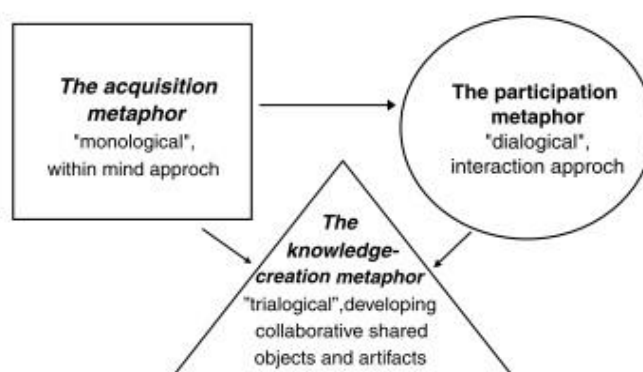 The acquisition
metaphor
"monological",
within mind approch
The participation
metaphor
"dialogical",
interaction approch
The
knowledge-
creation metaphor
"trialogical",developing
collaborative shared
objects and artifacts